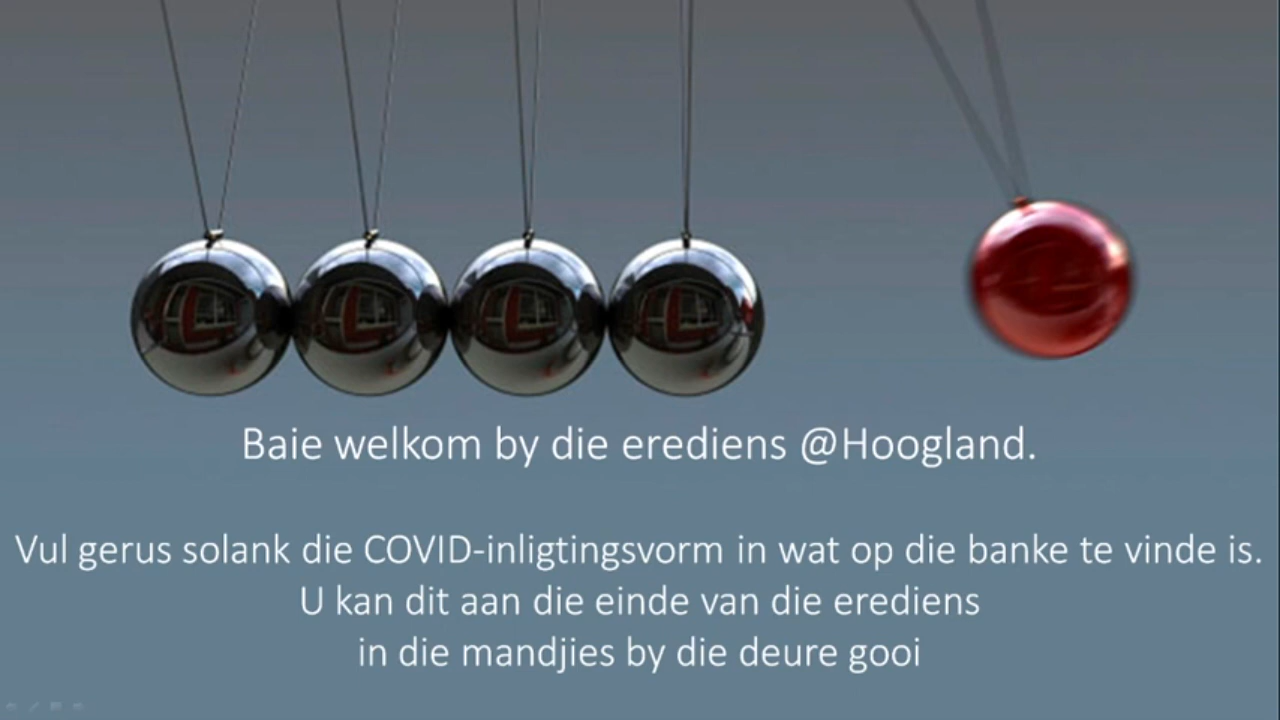 Baie welkom by die erediens @Hoogland.
Vul gerus solank die COVID-inligtingsvorm in wat op die banke te vinde is.
U kan dit aan die einde van die erediens
in die mandjies by die deure gooi